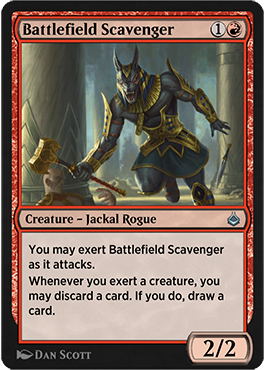 Battlefield Scavenger 1
Creature – Jackal Rogue
You may exert Battlefield Scavenger
as it attacks.
Whenever you exert a creature, you
may discard a card. If you do, draw a
card.
Dan Scott
2/2